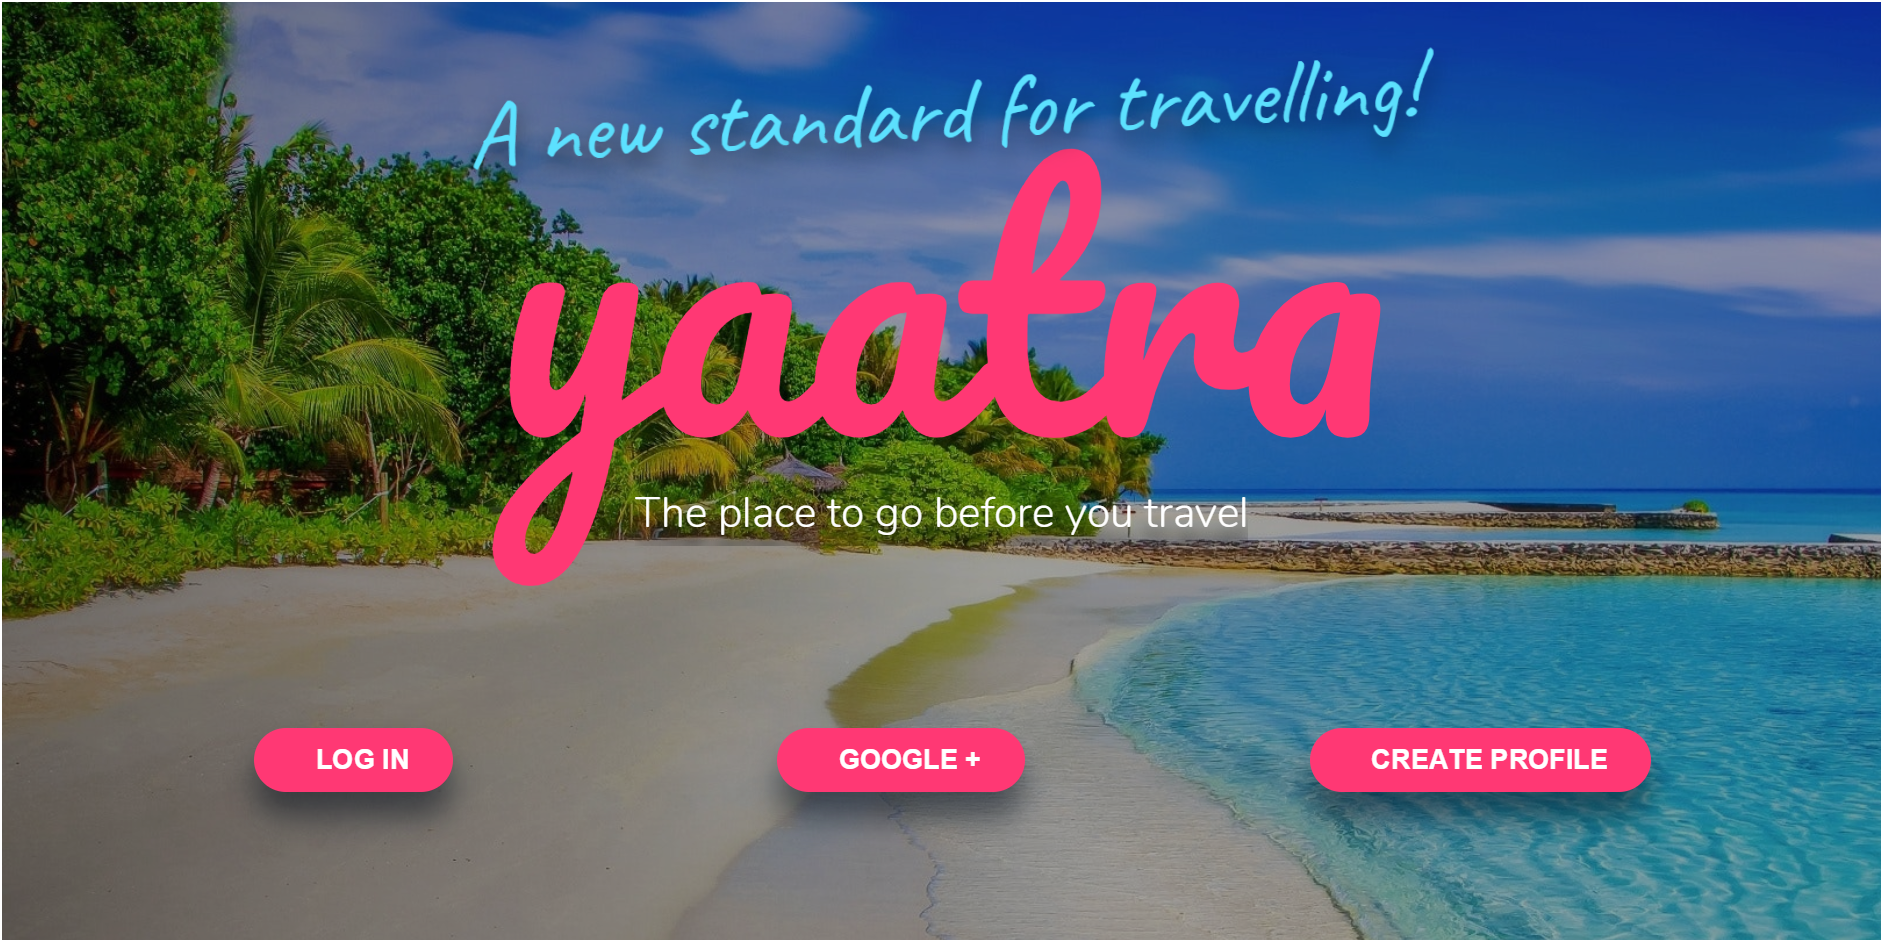 A new standard for travelling!
yaatra
The place to go before you travel
LOG IN
GOOGLE +
CREATE PROFILE